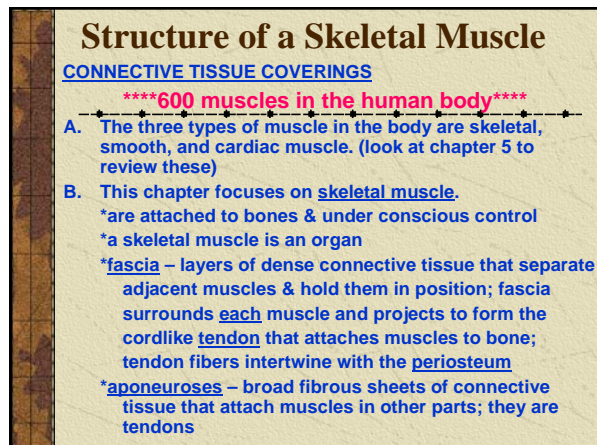 Structure of a Skeletal Muscle
CONNECTIVE TISSUE COVERINGS
****600 muscles in the human body****
A. The three types of muscle in the body are skeletal,
smooth, and cardiac muscle. (look at chapter 5 to
review these)
B. This chapter focuses on skeletal muscle.
*are attached to bones & under conscious control
*a skeletal muscle is an organ
*fascia – layers of dense connective tissue that separate
adjacent muscles & hold them in position; fascia
surrounds each muscle and projects to form the
cordlike tendon that attaches muscles to bone;
tendon fibers intertwine with the periosteum
*aponeuroses – broad fibrous sheets of connective
tissue that attach muscles in other parts; they are
tendons